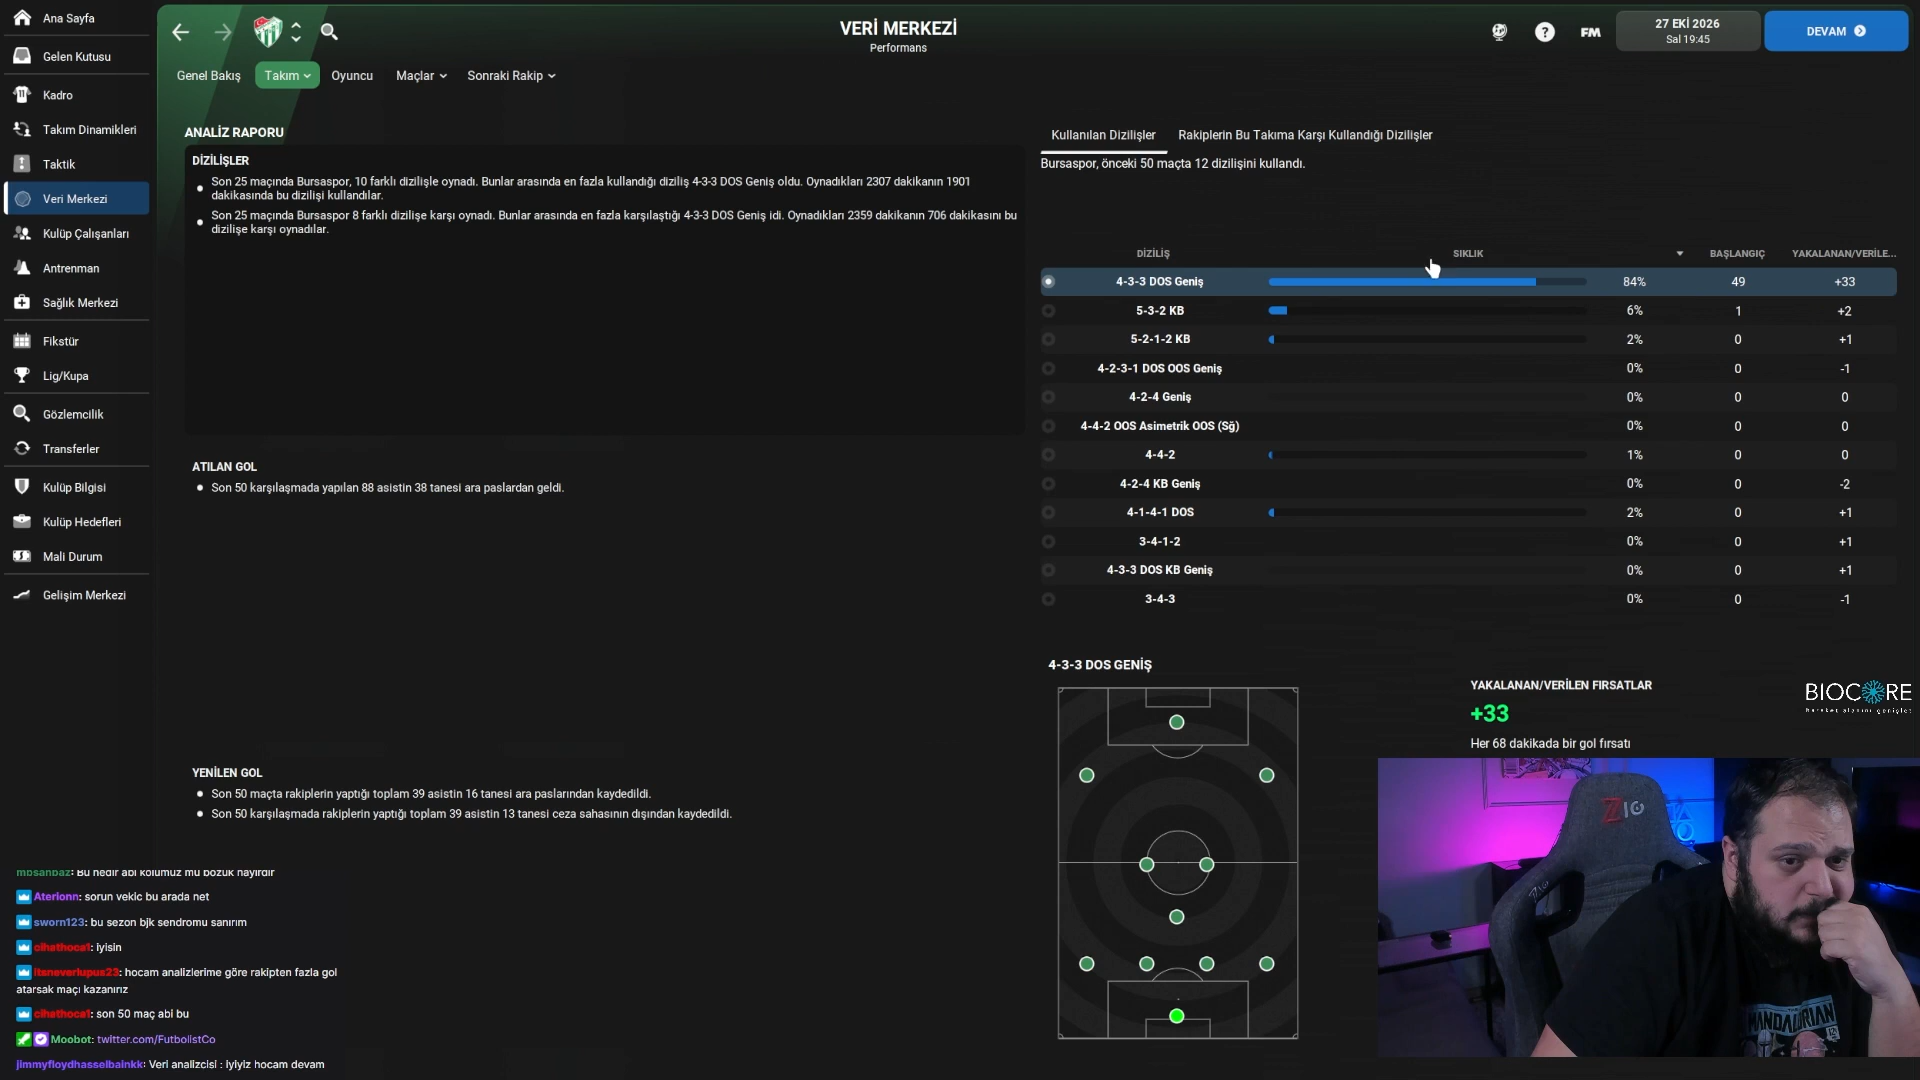 Ana Sayfa
Gelen Kutusu
Kadro
Takım Dinamikleri
Taktik
Veri Merkezi
Kulüp Çalışanları
Antrenman
Sağlık Merkezi
Fikstür
Lig/Kupa
Gözlemcilik
Transferler
Kulüp Bilgisi
Kulüp Hedefleri
Mali Durum
Gelişim Merkezi
VERİ MERKEZİ
Performans
FM
27 EKİ 2026
Sal 19:45
DEVAM
Genel Bakış Takım Oyuncu Maçlar Sonraki Rakip
ANALİZ RAPORU
DİZİLİŞLER
Son 25 maçında Bursaspor, 10 farklı dizilişle oynadı. Bunlar arasında en fazla kullandığı diziliş 4-3-3 DOS Geniş oldu. Oynadıkları 2307 dakikanın 1901
dakikasında bu dizilişi kullandılar.
Son 25 maçında Bursaspor 8 farklı dizilişe karşı oynadı. Bunlar arasında en fazla karşılaştığı 4-3-3 DOS Geniş idi. Oynadıkları 2359 dakikanın 706 dakikasını bu
dizilişe karşı oynadılar.
ATILAN GOL
Son 50 karşılaşmada yapılan 88 asistin 38 tanesi ara paslardan geldi.
YENİLEN GOL
Son 50 maçta rakiplerin yaptığı toplam 39 asistin 16 tanesi ara paslarından kaydedildi.
Son 50 karşılaşmada rakiplerin yaptığı toplam 39 asistin 13 tanesi ceza sahasının dışından kaydedildi.
Kullanılan Dizilişler Rakiplerin Bu Takıma Karşı Kullandığı Dizilişler
Bursaspor, önceki 50 maçta 12 dizilişini kullandı.
DİZİLİŞ SIKLIK BAŞLANGIÇ YAKALANAN/VERİLE...
4-3-3 DOS Geniş 84% 49 +33
5-3-2 KB 6% 1 +2
5-2-1-2 KB 2% 0 +1
4-2-3-1 DOS OOS Geniş 0% 0 -1
4-2-4 Geniş 0% 0 0
4-4-2 OOS Asimetrik OOS (Sğ) 0% 0 0
4-4-2 1% 0 0
4-2-4 KB Geniş 0% 0 -2
4-1-4-1 DOS 2% 0 +1
3-4-1-2 0% 0 +1
4-3-3 DOS KB Geniş 0% 0 +1
3-4-3 0% 0 -1
4-3-3 DOS GENİŞ
YAKALANAN/VERİLEN FIRSATLAR
+33
Her 68 dakikada bir gol fırsatı
BIOCORE
hareket alanını genişlet
mbsanbaz: Bu nedir abi kolumuz mu bozuk hayırdır
Aterionn: sorun vekic bu arada net
sworn123: bu sezon bjk sendromu sanırım
cihathoca1: iyisin
itsneverlupus23: hocam analizlerime göre rakipten fazla gol
atarsak maçı kazanırız
cihathoca1: son 50 maç abi bu
Moobot: twitter.com/FutbolistCo
jimmyfloydhasselbainkk: Veri analizcisi : iyiyiz hocam devam
MANDALORIAN